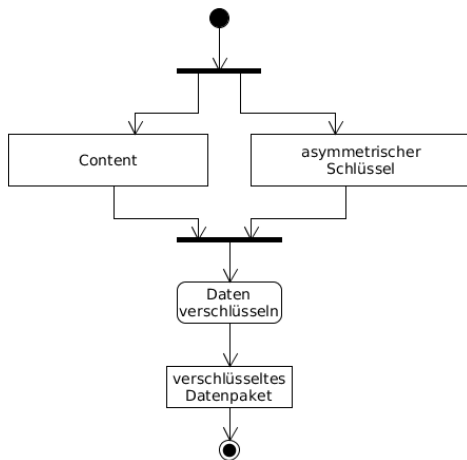 Content
asymmetrischer
Schlüssel
Daten
verschlüsseln
verschlüsseltes
Datenpaket